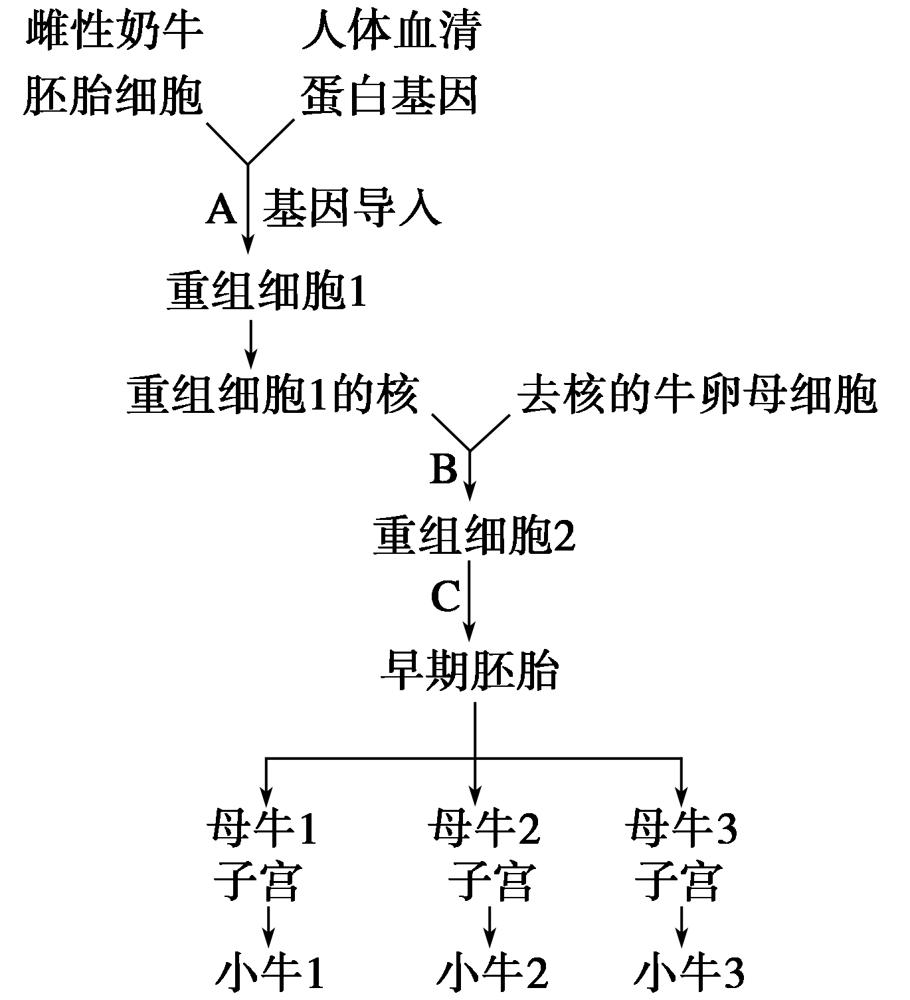 雌性奶牛 人体血清
胚胎细胞 蛋白基因
A 基因导入
重组细胞1
重组细胞1的核 去核的牛卵母细胞
B
重组细胞2
C
早期胚胎
母牛1 母牛2 母牛3
子宫 子宫 子宫
小牛1 小牛2 小牛3